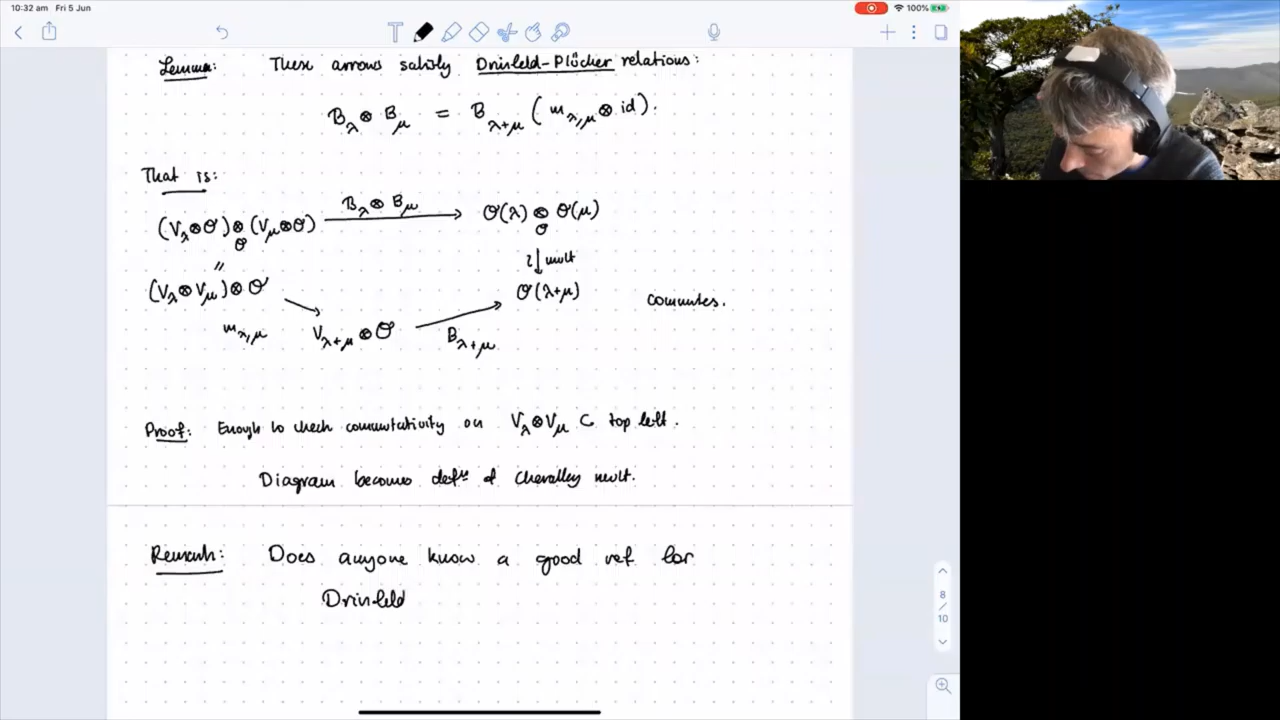 10:32 am Fri 5 Jun
100%
Lemma: These arrows satisfy Drinfeld-Plücker relations:
B_λ ⊗ B_μ = B_{λ+μ} (m_{λ,μ} ⊗ id).
That is:
(V_λ ⊗ O) ⊗_O (V_μ ⊗ O) B_λ ⊗ B_μ → O(λ) ⊗_O O(μ)
≀↓ mult
(V_λ ⊗ V_μ) ⊗ O O(λ+μ) commutes.
m_{λ,μ} V_{λ+μ} ⊗ O B_{λ+μ}
Proof: Enough to check commutativity on V_λ ⊗ V_μ ⊂ top left.
Diagram becomes defⁿ of Chevalley mult.
Remark: Does anyone know a good ref for
Drinfeld
8
/
10